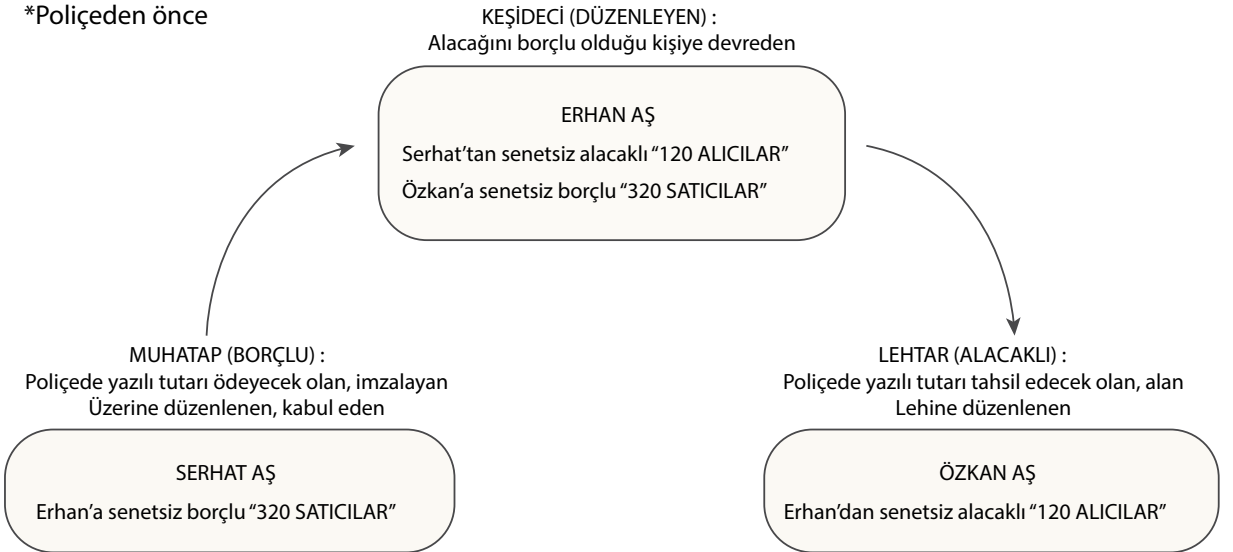 *Poliçeden önce
KEŞİDECİ (DÜZENLEYEN) :
Alacağını borçlu olduğu kişiye devreden
ERHAN AŞ
Serhat’tan senetsiz alacaklı “120 ALICILAR”
Özkan’a senetsiz borçlu “320 SATICILAR”
MUHATAP (BORÇLU) :
Poliçede yazılı tutarı ödeyecek olan, imzalayan
Üzerine düzenlenen, kabul eden
SERHAT AŞ
Erhan’a senetsiz borçlu “320 SATICILAR”
LEHTAR (ALACAKLI) :
Poliçede yazılı tutarı tahsil edecek olan, alan
Lehine düzenlenen
ÖZKAN AŞ
Erhan’dan senetsiz alacaklı “120 ALICILAR”